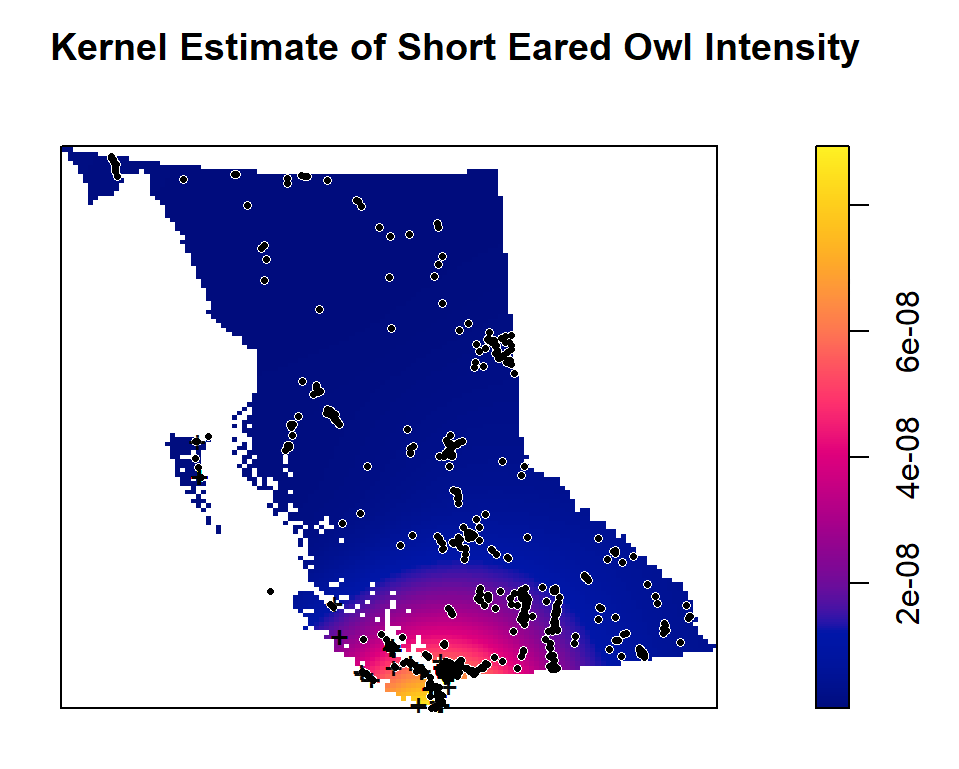 Kernel Estimate of Short Eared Owl Intensity
6e-08
4e-08
2e-08